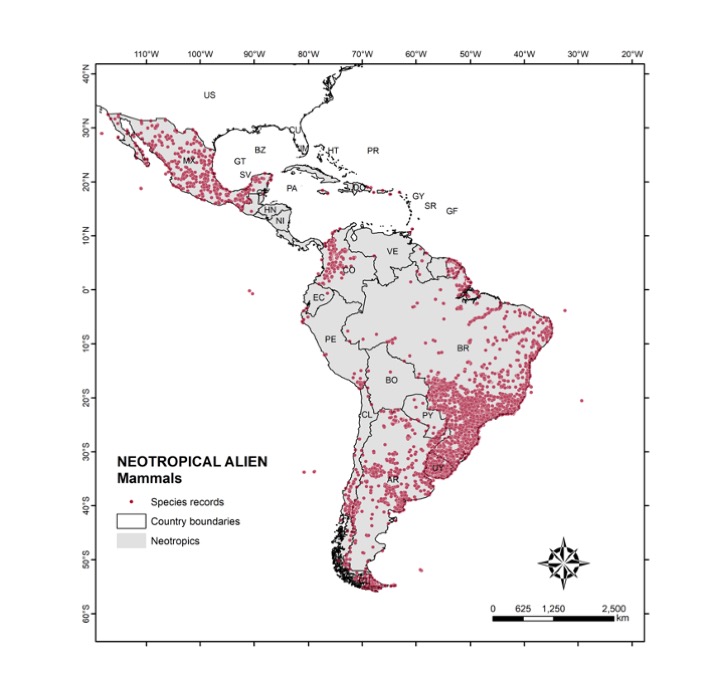 110°W 100°W 90°W 80°W 70°W 60°W 50°W 40°W 30°W 20°W
40°N
30°N
20°N
10°N
0°
10°S
20°S
30°S
40°S
50°S
60°S
US
BZ
HT
PR
MX
GT
SV
PA
DO
GY
SR
GF
HN
NI
VE
CO
EC
PE
BR
BO
CL
PY
UY
AR
NEOTROPICAL ALIEN
Mammals
Species records
Country boundaries
Neotropics
0 625 1,250 2,500
km